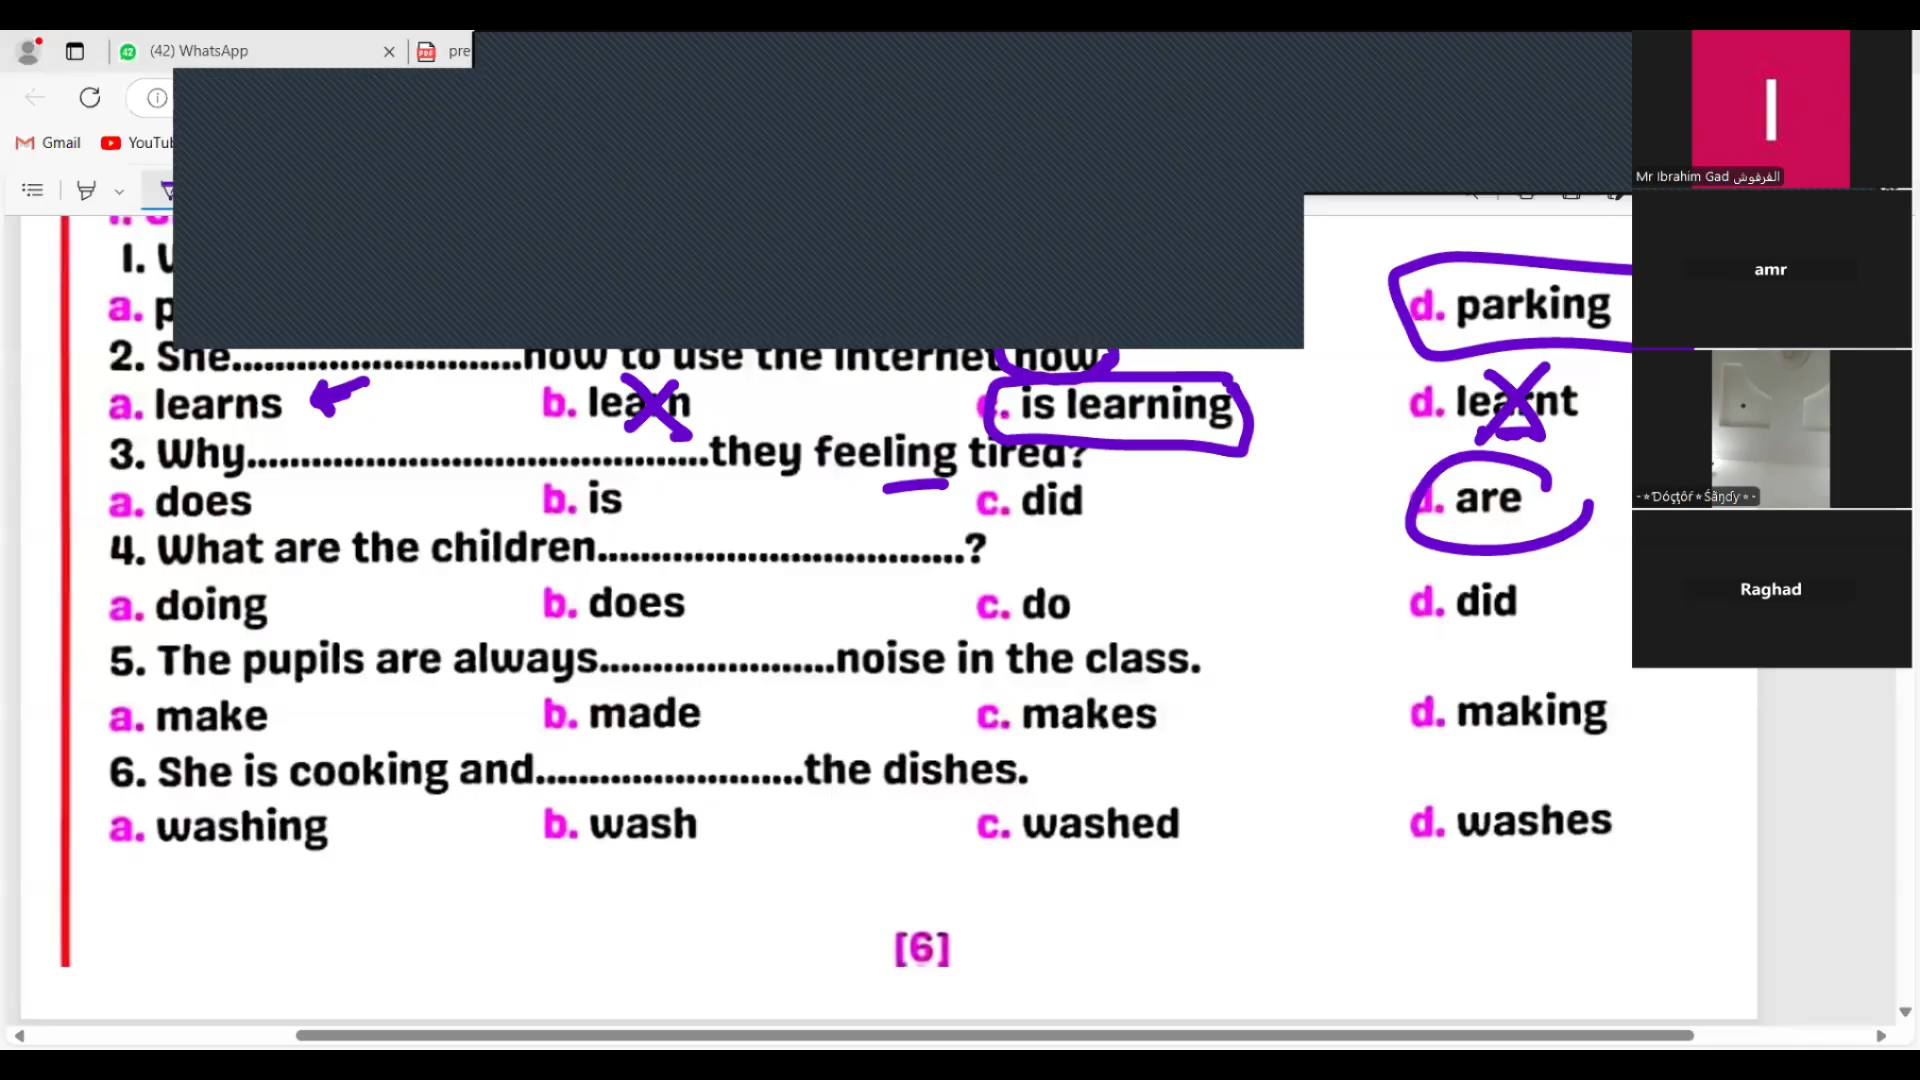 (42) WhatsApp
pre
Gmail
YouTub
1.
2. She............................how to use the internet now.
a. learns b. learn c. is learning d. learnt
d. parking
3. Why...........................................they feeling tired?
a. does b. is c. did d. are
4. What are the children..................................?
a. doing b. does c. do d. did
5. The pupils are always......................noise in the class.
a. make b. made c. makes d. making
6. She is cooking and.........................the dishes.
a. washing b. wash c. washed d. washes
[6]
Mr Ibrahim Gad الفرفوش
amr
Raghad